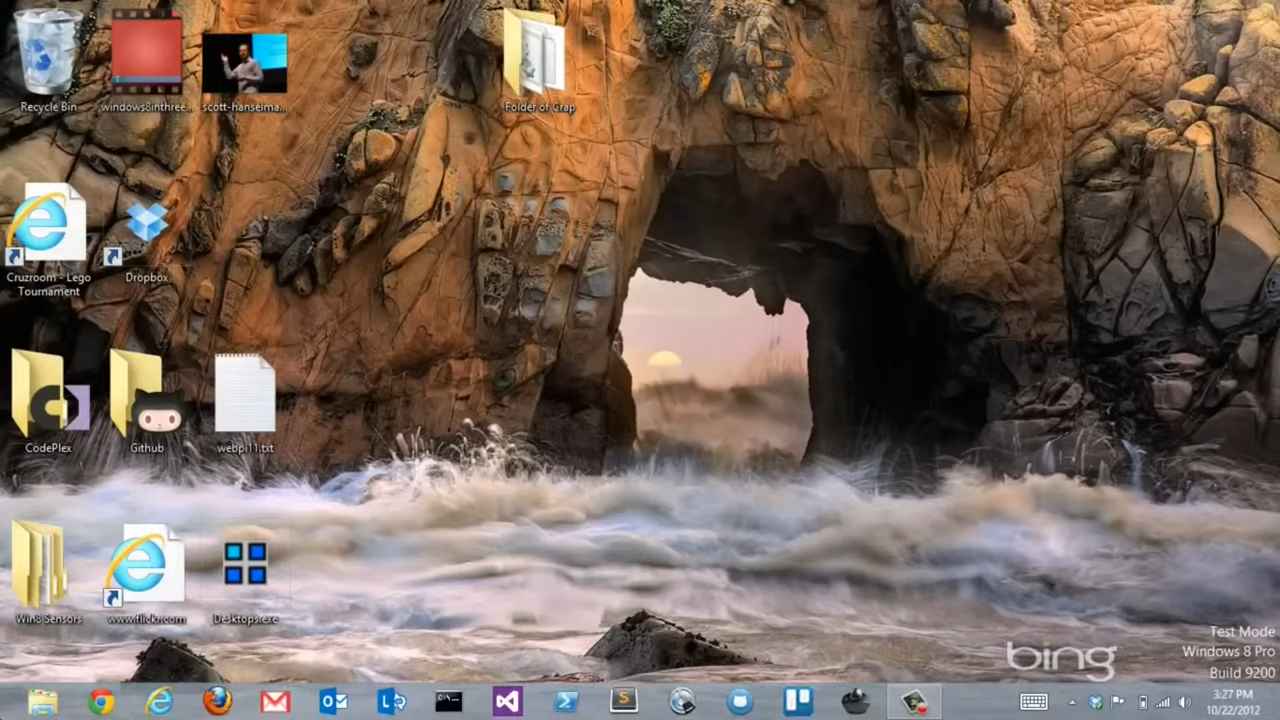 Recycle Bin
windows8inthree...
scott-hanselma...
Folder of Crap
Cruzroom - Lego
Tournament
Dropbox
CodePlex
Github
webpi11.txt
Win8 Sensors
www.flickr.com
Desktops.exe
bing
Test Mode
Windows 8 Pro
Build 9200
3:27 PM
10/22/2012